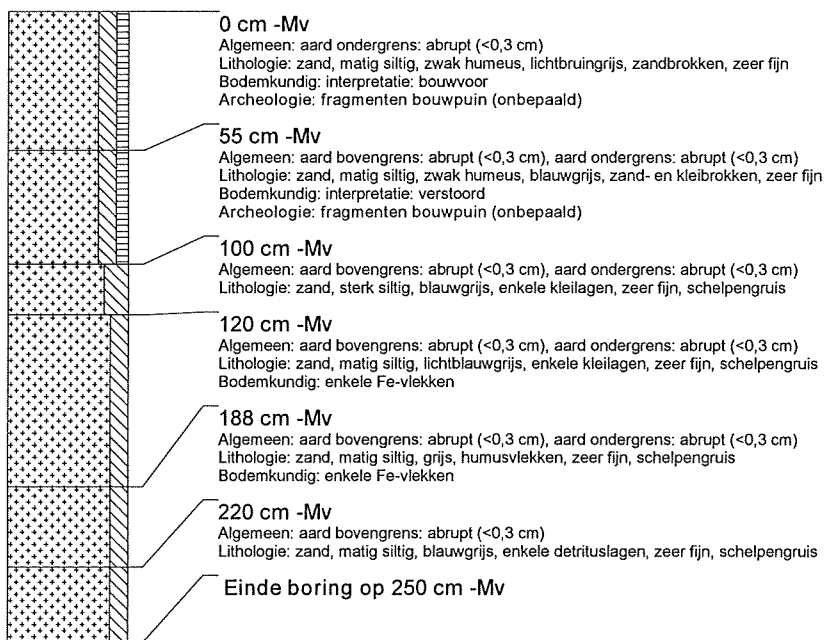 0 cm -Mv
Algemeen: aard ondergrens: abrupt (<0,3 cm)
Lithologie: zand, matig siltig, zwak humeus, lichtbruingrijs, zandbrokken, zeer fijn
Bodemkundig: interpretatie: bouwvoor
Archeologie: fragmenten bouwpuin (onbepaald)
55 cm -Mv
Algemeen: aard bovengrens: abrupt (<0,3 cm), aard ondergrens: abrupt (<0,3 cm)
Lithologie: zand, matig siltig, zwak humeus, blauwgrijs, zand- en kleibrokken, zeer fijn
Bodemkundig: interpretatie: verstoord
Archeologie: fragmenten bouwpuin (onbepaald)
100 cm -Mv
Algemeen: aard bovengrens: abrupt (<0,3 cm), aard ondergrens: abrupt (<0,3 cm)
Lithologie: zand, sterk siltig, blauwgrijs, enkele kleilagen, zeer fijn, schelpengruis
120 cm -Mv
Algemeen: aard bovengrens: abrupt (<0,3 cm), aard ondergrens: abrupt (<0,3 cm)
Lithologie: zand, matig siltig, lichtblauwgrijs, enkele kleilagen, zeer fijn, schelpengruis
Bodemkundig: enkele Fe-vlekken
188 cm -Mv
Algemeen: aard bovengrens: abrupt (<0,3 cm), aard ondergrens: abrupt (<0,3 cm)
Lithologie: zand, matig siltig, grijs, humusvlekken, zeer fijn, schelpengruis
Bodemkundig: enkele Fe-vlekken
220 cm -Mv
Algemeen: aard bovengrens: abrupt (<0,3 cm)
Lithologie: zand, matig siltig, blauwgrijs, enkele detrituslagen, zeer fijn, schelpengruis
Einde boring op 250 cm -Mv